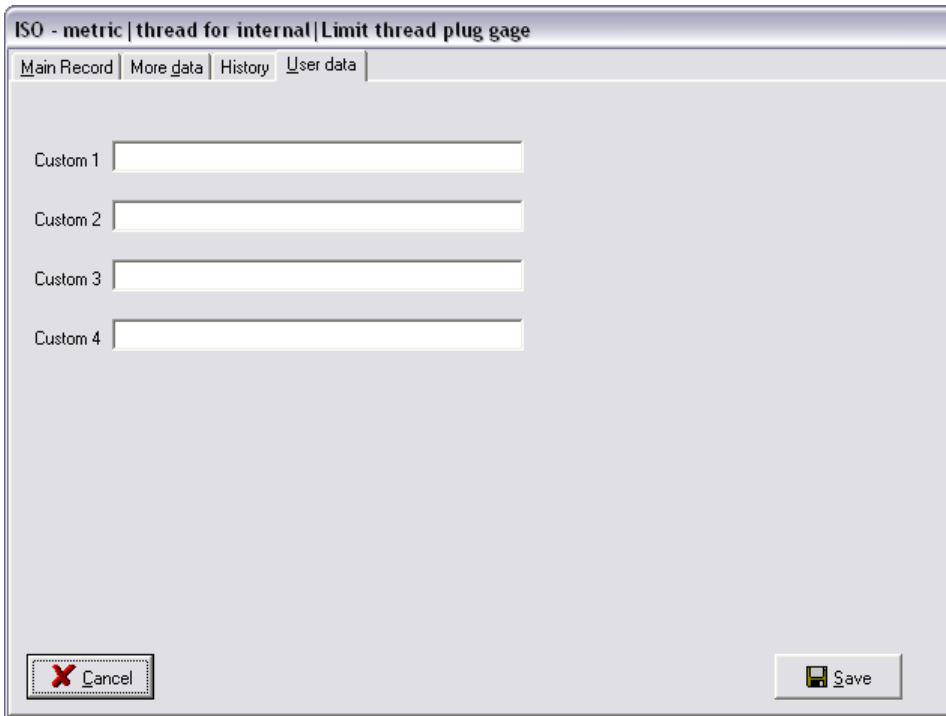 ISO - metric|thread for internal|Limit thread plug gage
Main Record More data History User data
Custom 1
Custom 2
Custom 3
Custom 4
Cancel Save